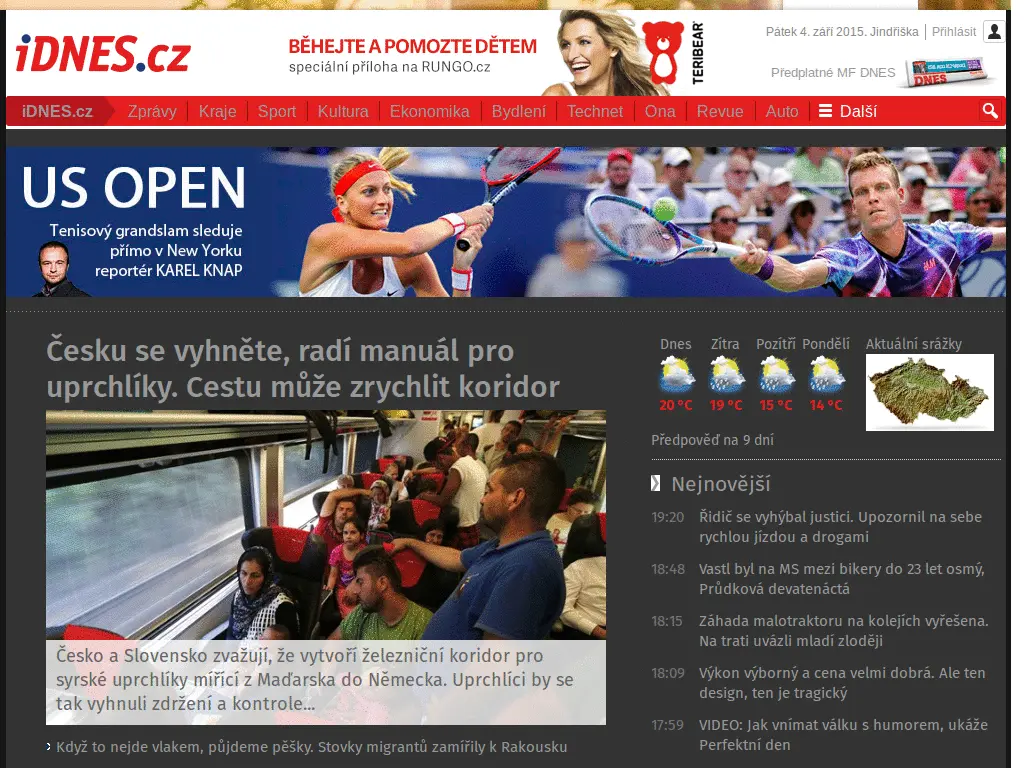 iDNES.cz
BĚHEJTE A POMOZTE DĚTEM
speciální příloha na RUNGO.cz
TERIBEAR
Pátek 4. září 2015. Jindřiška | Přihlásit
Předplatné MF DNES
DNES
iDNES.cz Zprávy Kraje Sport Kultura Ekonomika Bydlení Technet Ona Revue Auto Další
US OPEN
Tenisový grandslam sleduje
přímo v New Yorku
reportér KAREL KNAP
Česku se vyhněte, radí manuál pro
uprchlíky. Cestu může zrychlit koridor
Česko a Slovensko zvažují, že vytvoří železniční koridor pro
syrské uprchlíky mířící z Maďarska do Německa. Uprchlíci by se
tak vyhnuli zdržení a kontrole...
Když to nejde vlakem, půjdeme pěšky. Stovky migrantů zamířily k Rakousku
Dnes Zítra Pozítří Pondělí Aktuální srážky
20 °C 19 °C 15 °C 14 °C
Předpověď na 9 dní
Nejnovější
19:20 Řidič se vyhýbal justici. Upozornil na sebe
rychlou jízdou a drogami
18:48 Vastl byl na MS mezi bikery do 23 let osmý,
Průdková devatenáctá
18:15 Záhada malotraktoru na kolejích vyřešena.
Na trati uvázli mladí zloději
18:09 Výkon výborný a cena velmi dobrá. Ale ten
design, ten je tragický
17:59 VIDEO: Jak vnímat válku s humorem, ukáže
Perfektní den